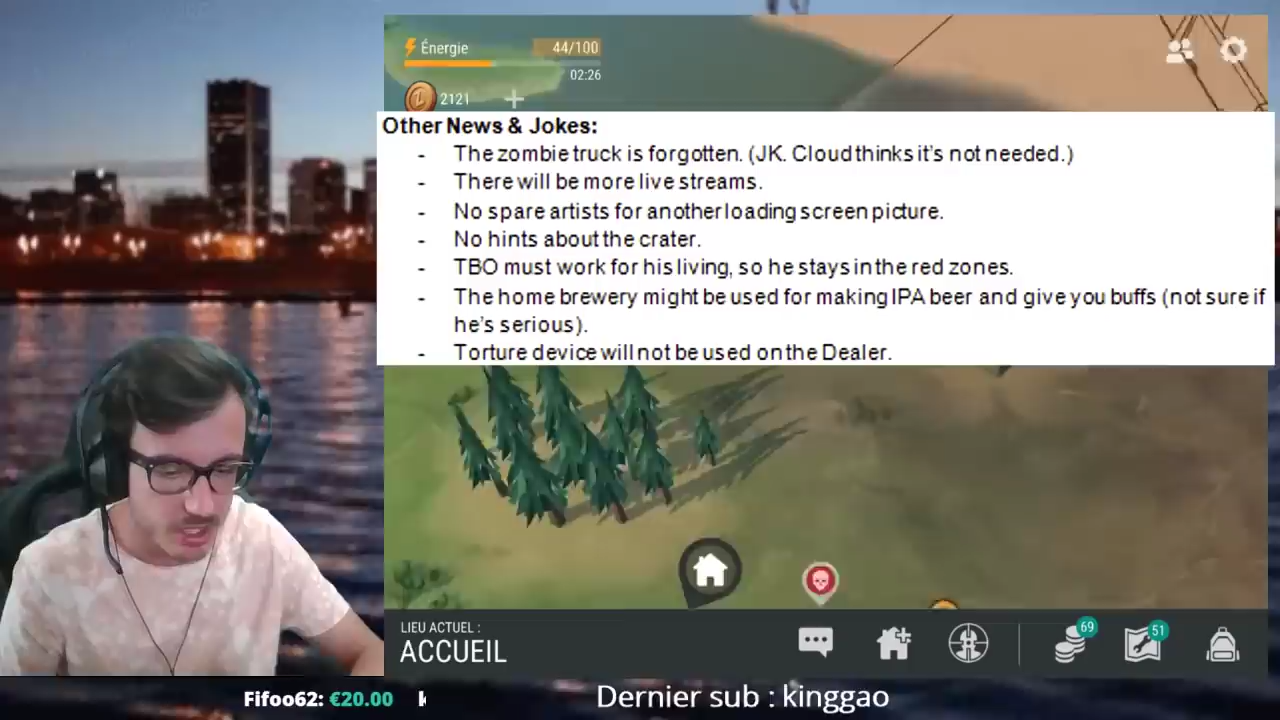 Énergie 44/100
02:26
2121
Other News & Jokes:
- The zombie truck is forgotten. (JK. Cloud thinks it's not needed.)
- There will be more live streams.
- No spare artists for another loading screen picture.
- No hints about the crater.
- TBO must work for his living, so he stays in the red zones.
- The home brewery might be used for making IPA beer and give you buffs (not sure if
he's serious).
- Torture device will not be used on the Dealer.
LIEU ACTUEL :
ACCUEIL
69
51
Fifoo62: €20.00
Dernier sub : kinggao